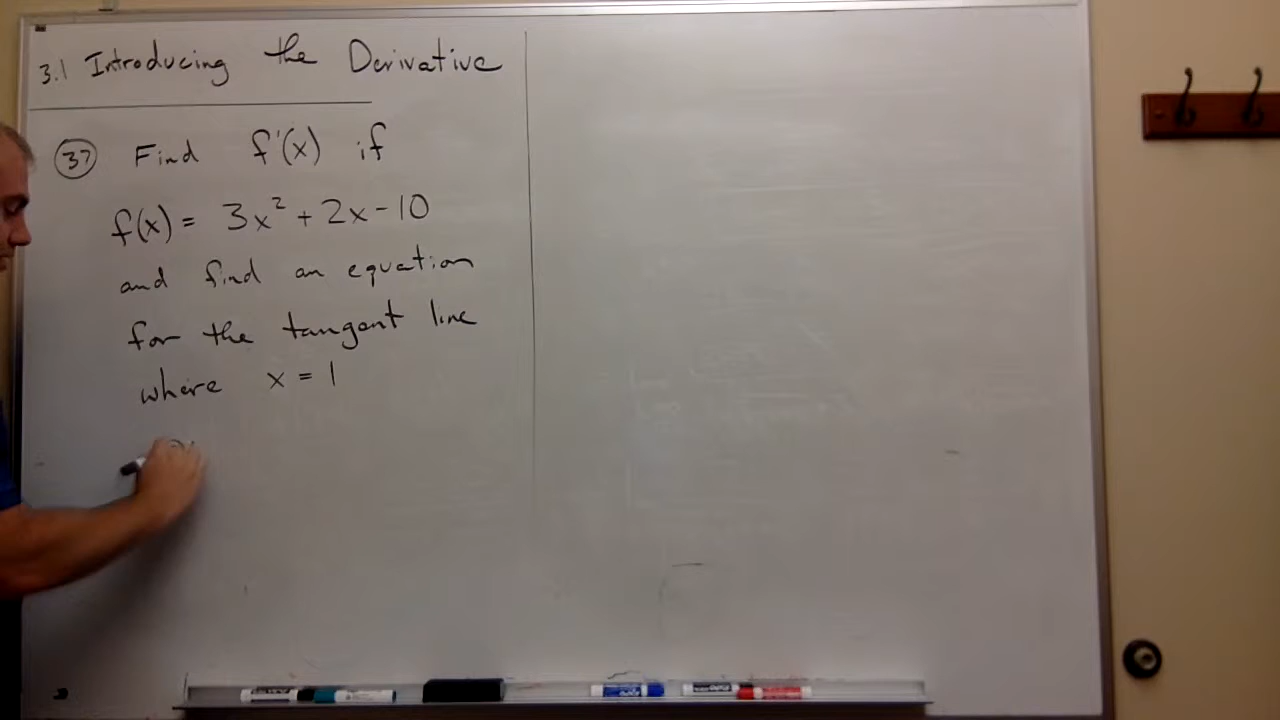 3.1 Introducing the Derivative
37 Find f'(x) if
f(x) = 3x² + 2x - 10
and find an equation
for the tangent line
where x = 1